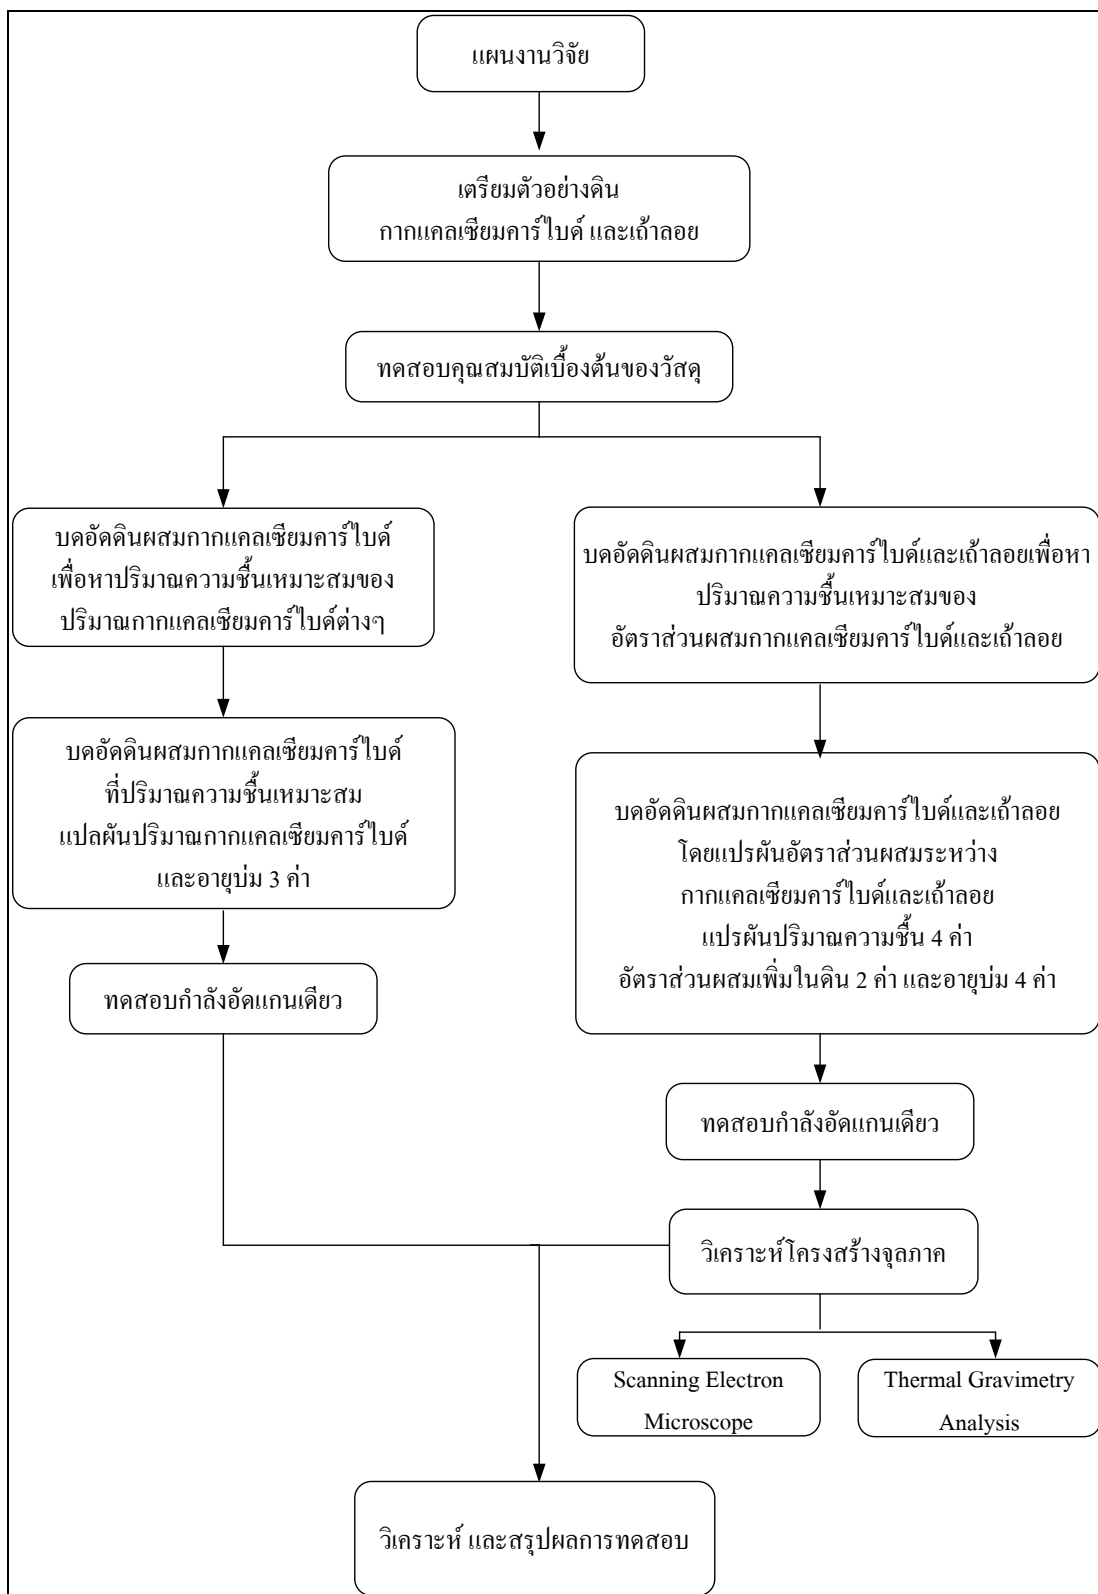 แผนงานวิจัย
เตรียมตัวอย่างดิน
กากแคลเซียมคาร์ไบด์ และเถ้าลอย
ทดสอบคุณสมบัติเบื้องต้นของวัสดุ
บดอัดดินผสมกากแคลเซียมคาร์ไบด์
เพื่อหาปริมาณความชื้นเหมาะสมของ
ปริมาณกากแคลเซียมคาร์ไบด์ต่างๆ
บดอัดดินผสมกากแคลเซียมคาร์ไบด์และเถ้าลอยเพื่อหา
ปริมาณความชื้นเหมาะสมของ
อัตราส่วนผสมกากแคลเซียมคาร์ไบด์และเถ้าลอย
บดอัดดินผสมกากแคลเซียมคาร์ไบด์
ที่ปริมาณความชื้นเหมาะสม
แปลผันปริมาณกากแคลเซียมคาร์ไบด์
และอายุบ่ม 3 ค่า
บดอัดดินผสมกากแคลเซียมคาร์ไบด์และเถ้าลอย
โดยแปรผันอัตราส่วนผสมระหว่าง
กากแคลเซียมคาร์ไบด์และเถ้าลอย
แปรผันปริมาณความชื้น 4 ค่า
อัตราส่วนผสมเพิ่มในดิน 2 ค่า และอายุบ่ม 4 ค่า
ทดสอบกำลังอัดแกนเดียว
ทดสอบกำลังอัดแกนเดียว
วิเคราะห์โครงสร้างจุลภาค
Scanning Electron
Microscope
Thermal Gravimetry
Analysis
วิเคราะห์ และสรุปผลการทดสอบ